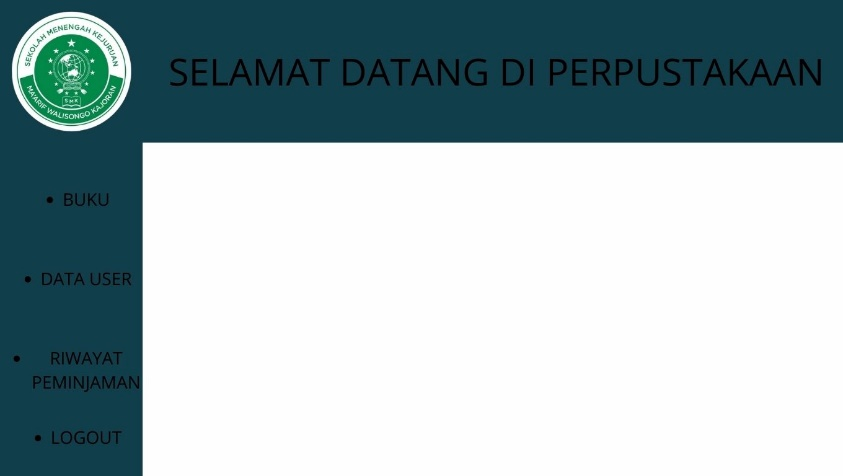 SEKOLAH MENENGAH KEJURUAN
SMK
MA'ARIF WALISONGO KAJORAN
SELAMAT DATANG DI PERPUSTAKAAN
• BUKU
• DATA USER
• RIWAYAT
PEMINJAMAN
• LOGOUT